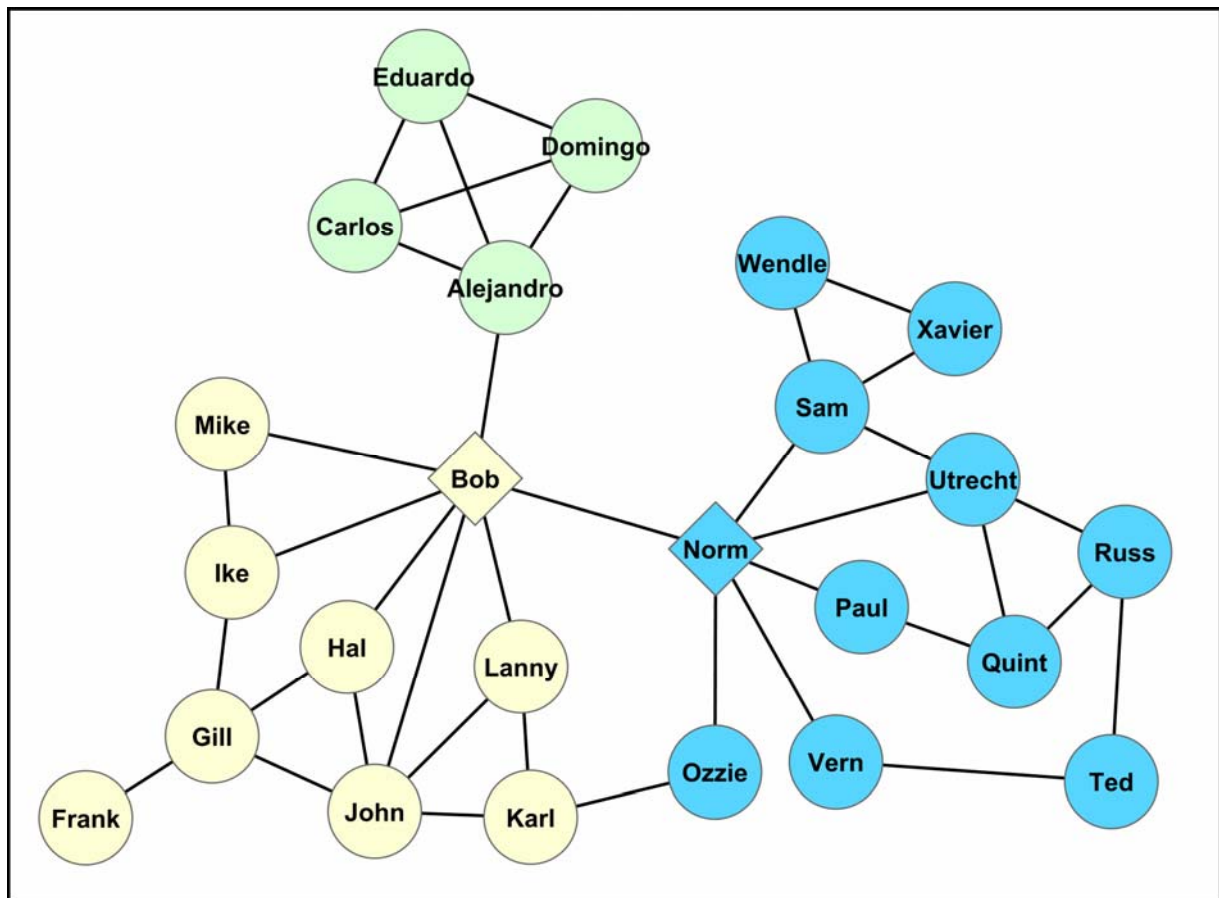 Eduardo
Domingo
Carlos
Alejandro
Wendle
Xavier
Sam
Mike
Bob
Utrecht
Norm
Russ
Ike
Paul
Hal
Lanny
Quint
Gill
Ozzie
Vern
Ted
Frank
John
Karl